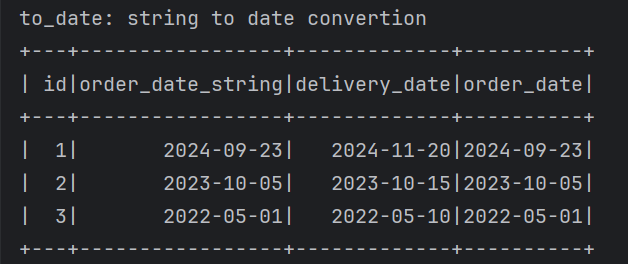 to_date: string to date convertion
+---+-----------------+-------------+----------+
| id|order_date_string|delivery_date|order_date|
+---+-----------------+-------------+----------+
|  1|       2024-09-23|   2024-11-20|2024-09-23|
|  2|       2023-10-05|   2023-10-15|2023-10-05|
|  3|       2022-05-01|   2022-05-10|2022-05-01|
+---+-----------------+-------------+----------+